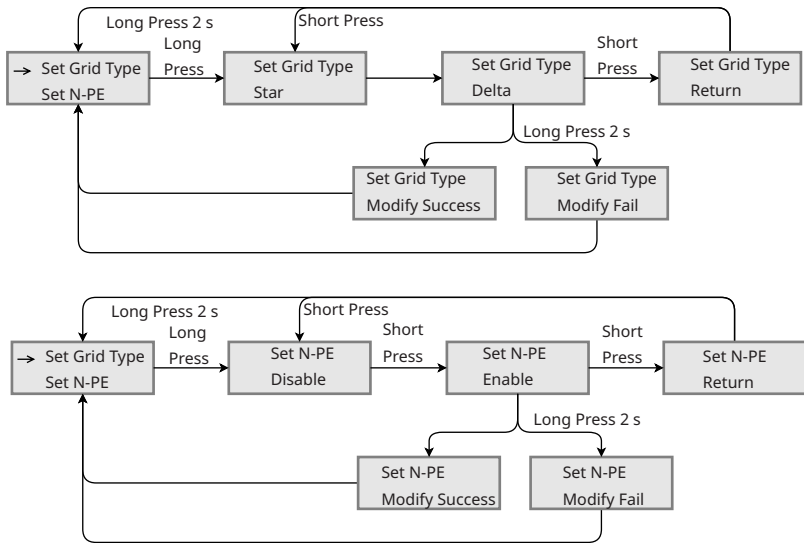 Long Press 2 s
Short Press
Long
Press
Short
Press
→ Set Grid Type
Set N-PE
Set Grid Type
Star
Set Grid Type
Delta
Set Grid Type
Return
Long Press 2 s
Set Grid Type
Modify Success
Set Grid Type
Modify Fail
Long Press 2 s
Short Press
Long
Press
Short
Press
Short
Press
→ Set Grid Type
Set N-PE
Set N-PE
Disable
Set N-PE
Enable
Set N-PE
Return
Long Press 2 s
Set N-PE
Modify Success
Set N-PE
Modify Fail